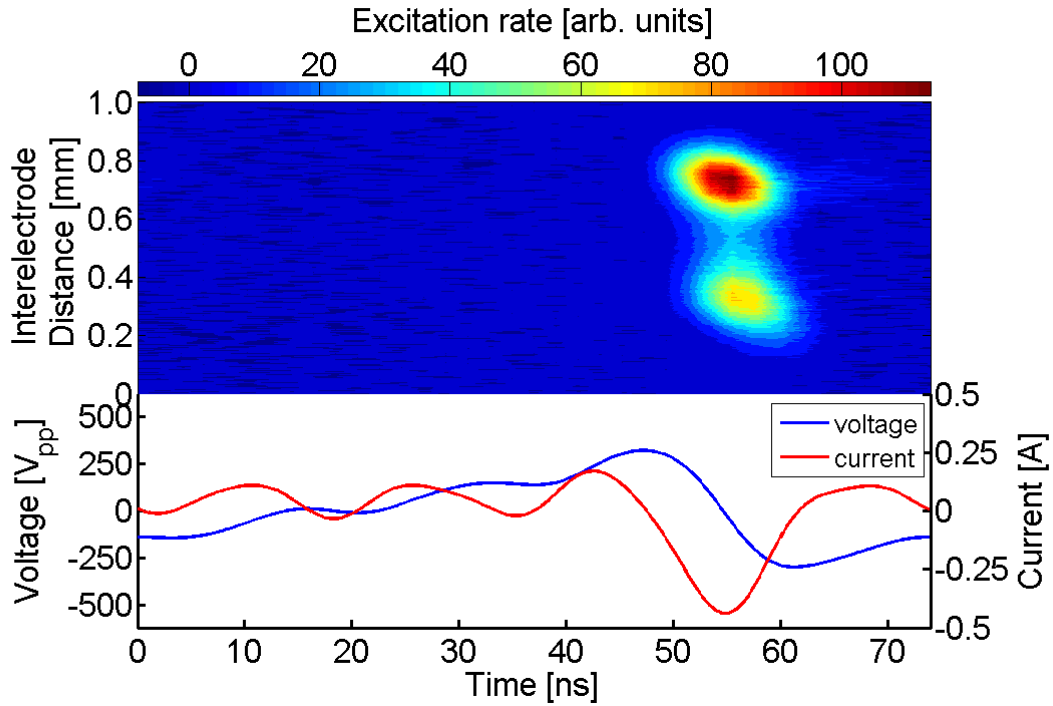 Excitation rate [arb. units]
0 20 40 60 80 100
Interelectrode
Distance [mm]
1.0
0.8
0.6
0.4
0.2
0
Voltage [Vpp]
500
250
0
-250
-500
voltage
current
0.5
0.25
0
-0.25
-0.5
Current [A]
0 10 20 30 40 50 60 70
Time [ns]